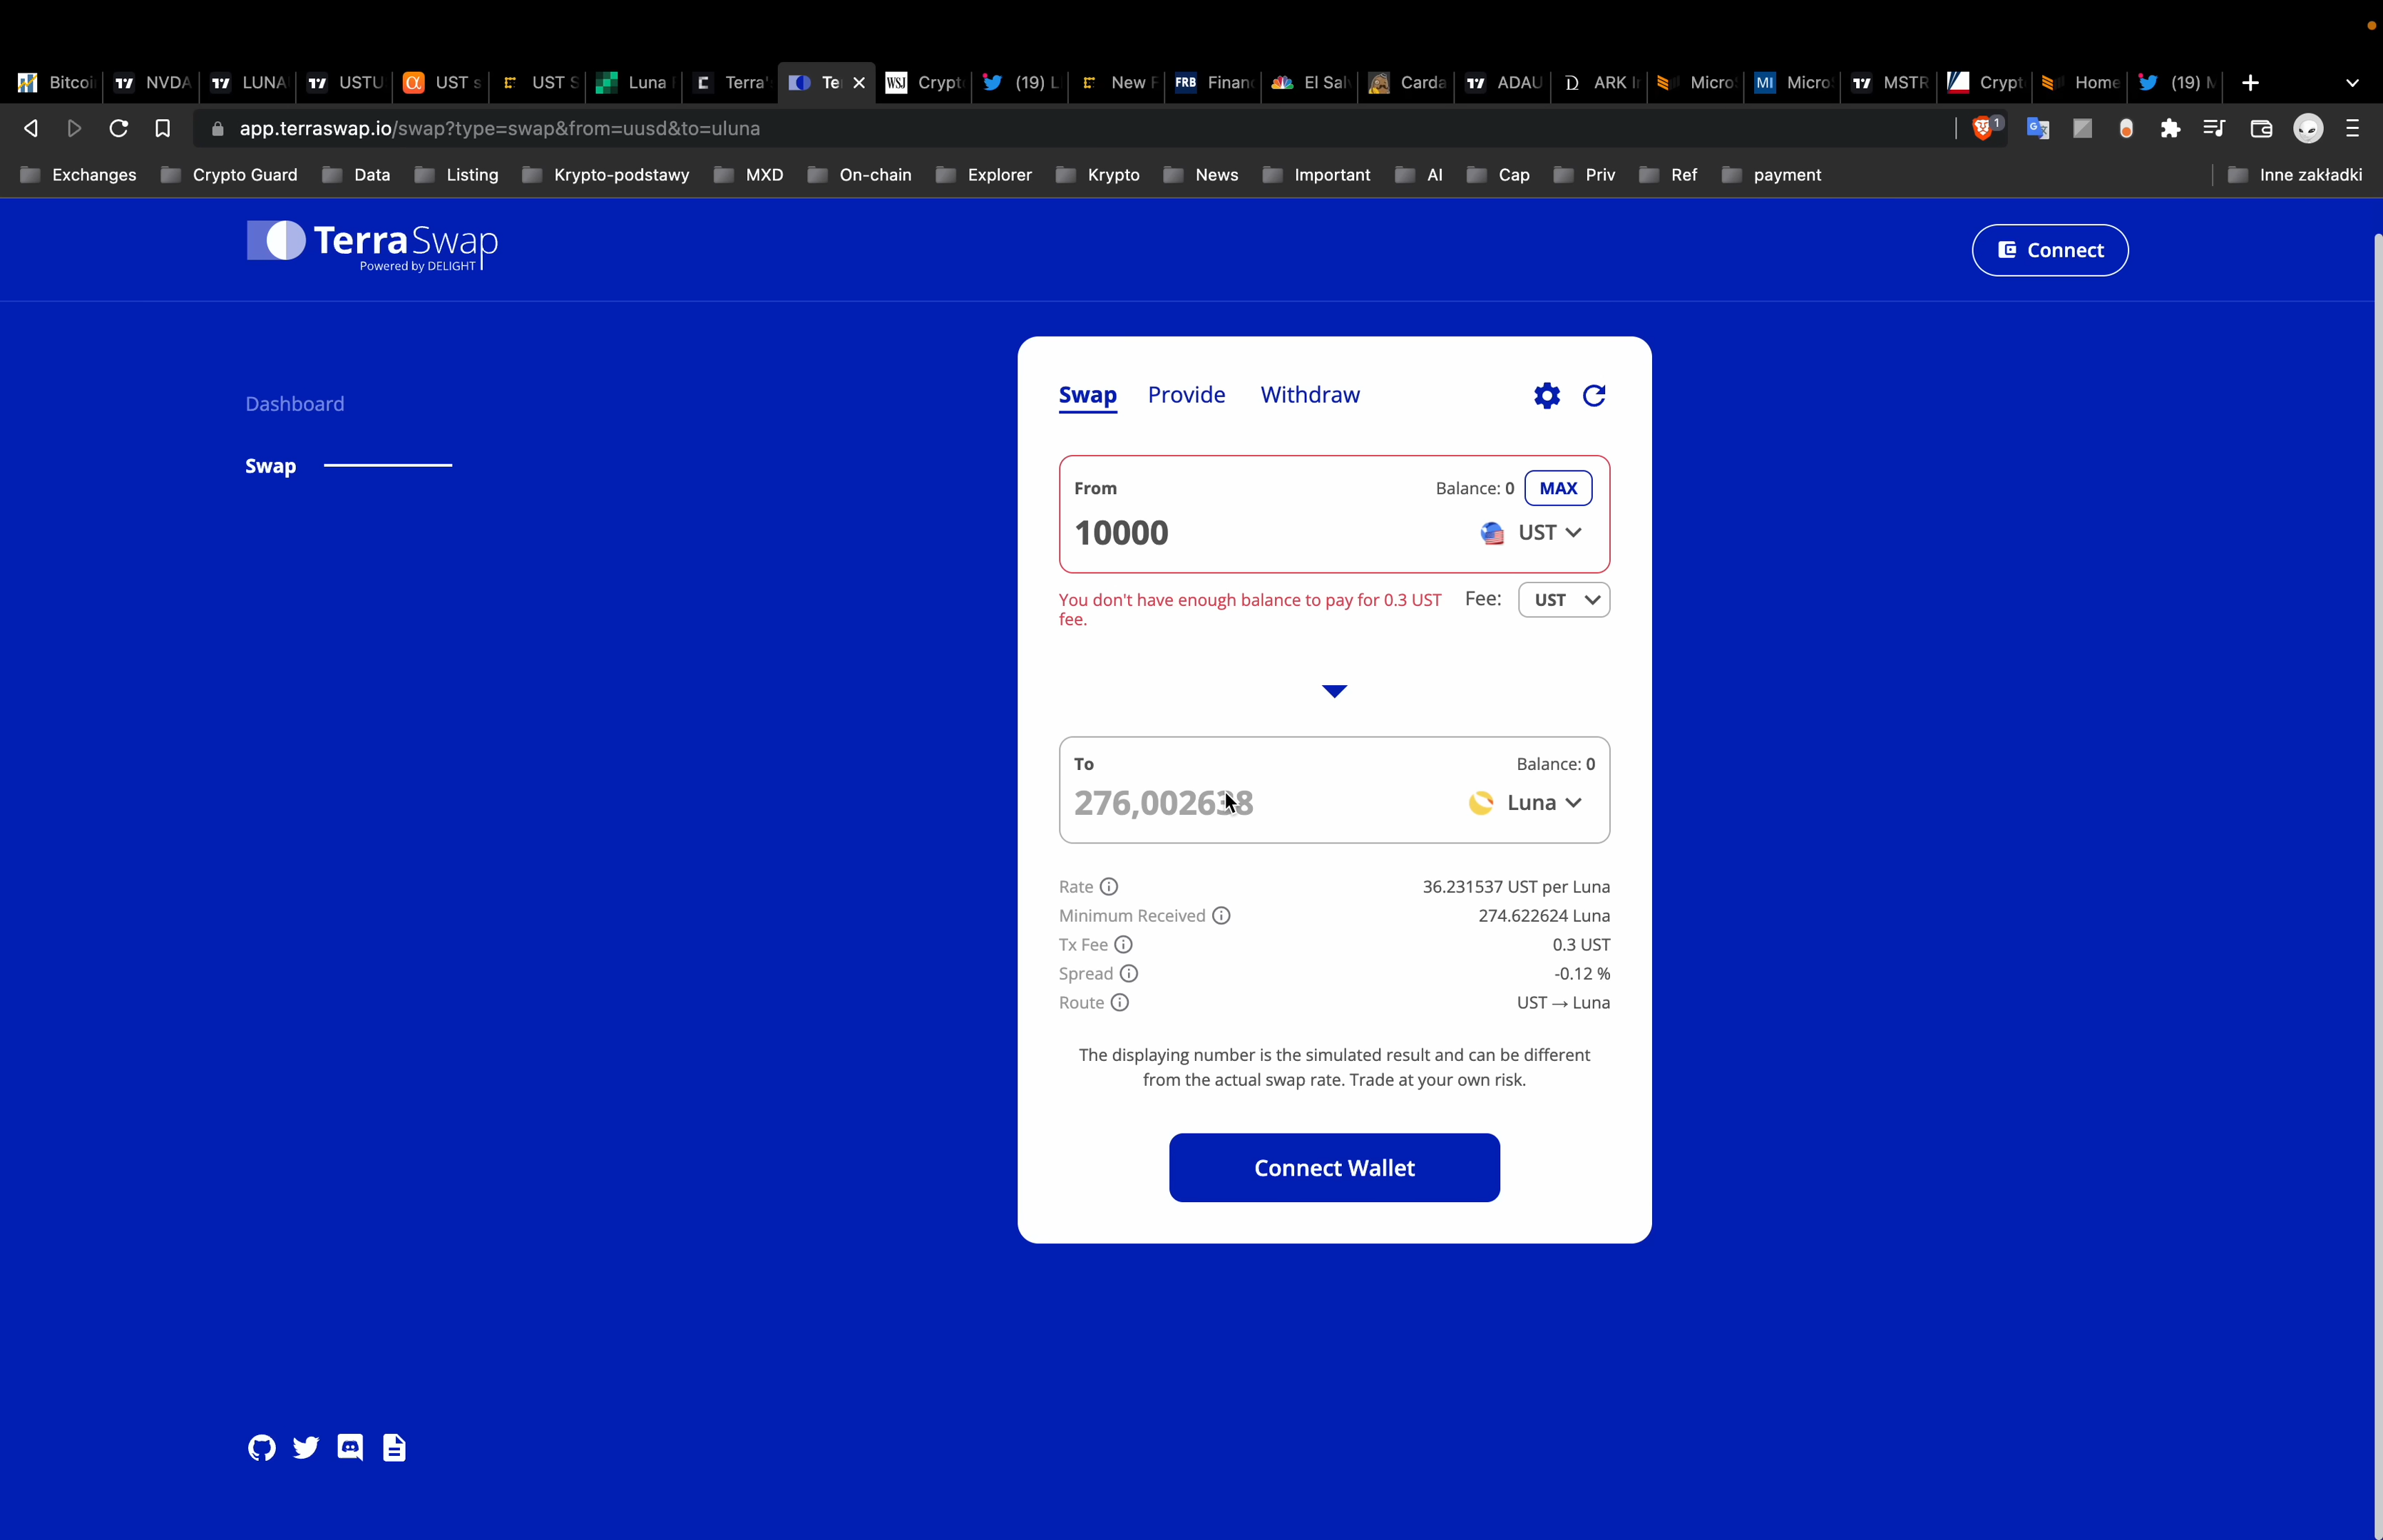 Bitcoi NVDA LUNA USTU UST s UST S Luna Terra' Te Crypt (19) L New F Financ El Sal Carda ADAU ARK I Micro Micro MSTR Crypt Home (19) M
app.terraswap.io/swap?type=swap&from=uusd&to=uluna
1
Exchanges Crypto Guard Data Listing Krypto-podstawy MXD On-chain Explorer Krypto News Important AI Cap Priv Ref payment Inne zakładki
TerraSwap
Powered by DELIGHT
Connect
Dashboard
Swap
Swap Provide Withdraw
From Balance: 0 MAX
10000 UST
You don't have enough balance to pay for 0.3 UST
fee.
Fee: UST
To Balance: 0
276,002638 Luna
Rate 36.231537 UST per Luna
Minimum Received 274.622624 Luna
Tx Fee 0.3 UST
Spread -0.12 %
Route UST → Luna
The displaying number is the simulated result and can be different
from the actual swap rate. Trade at your own risk.
Connect Wallet